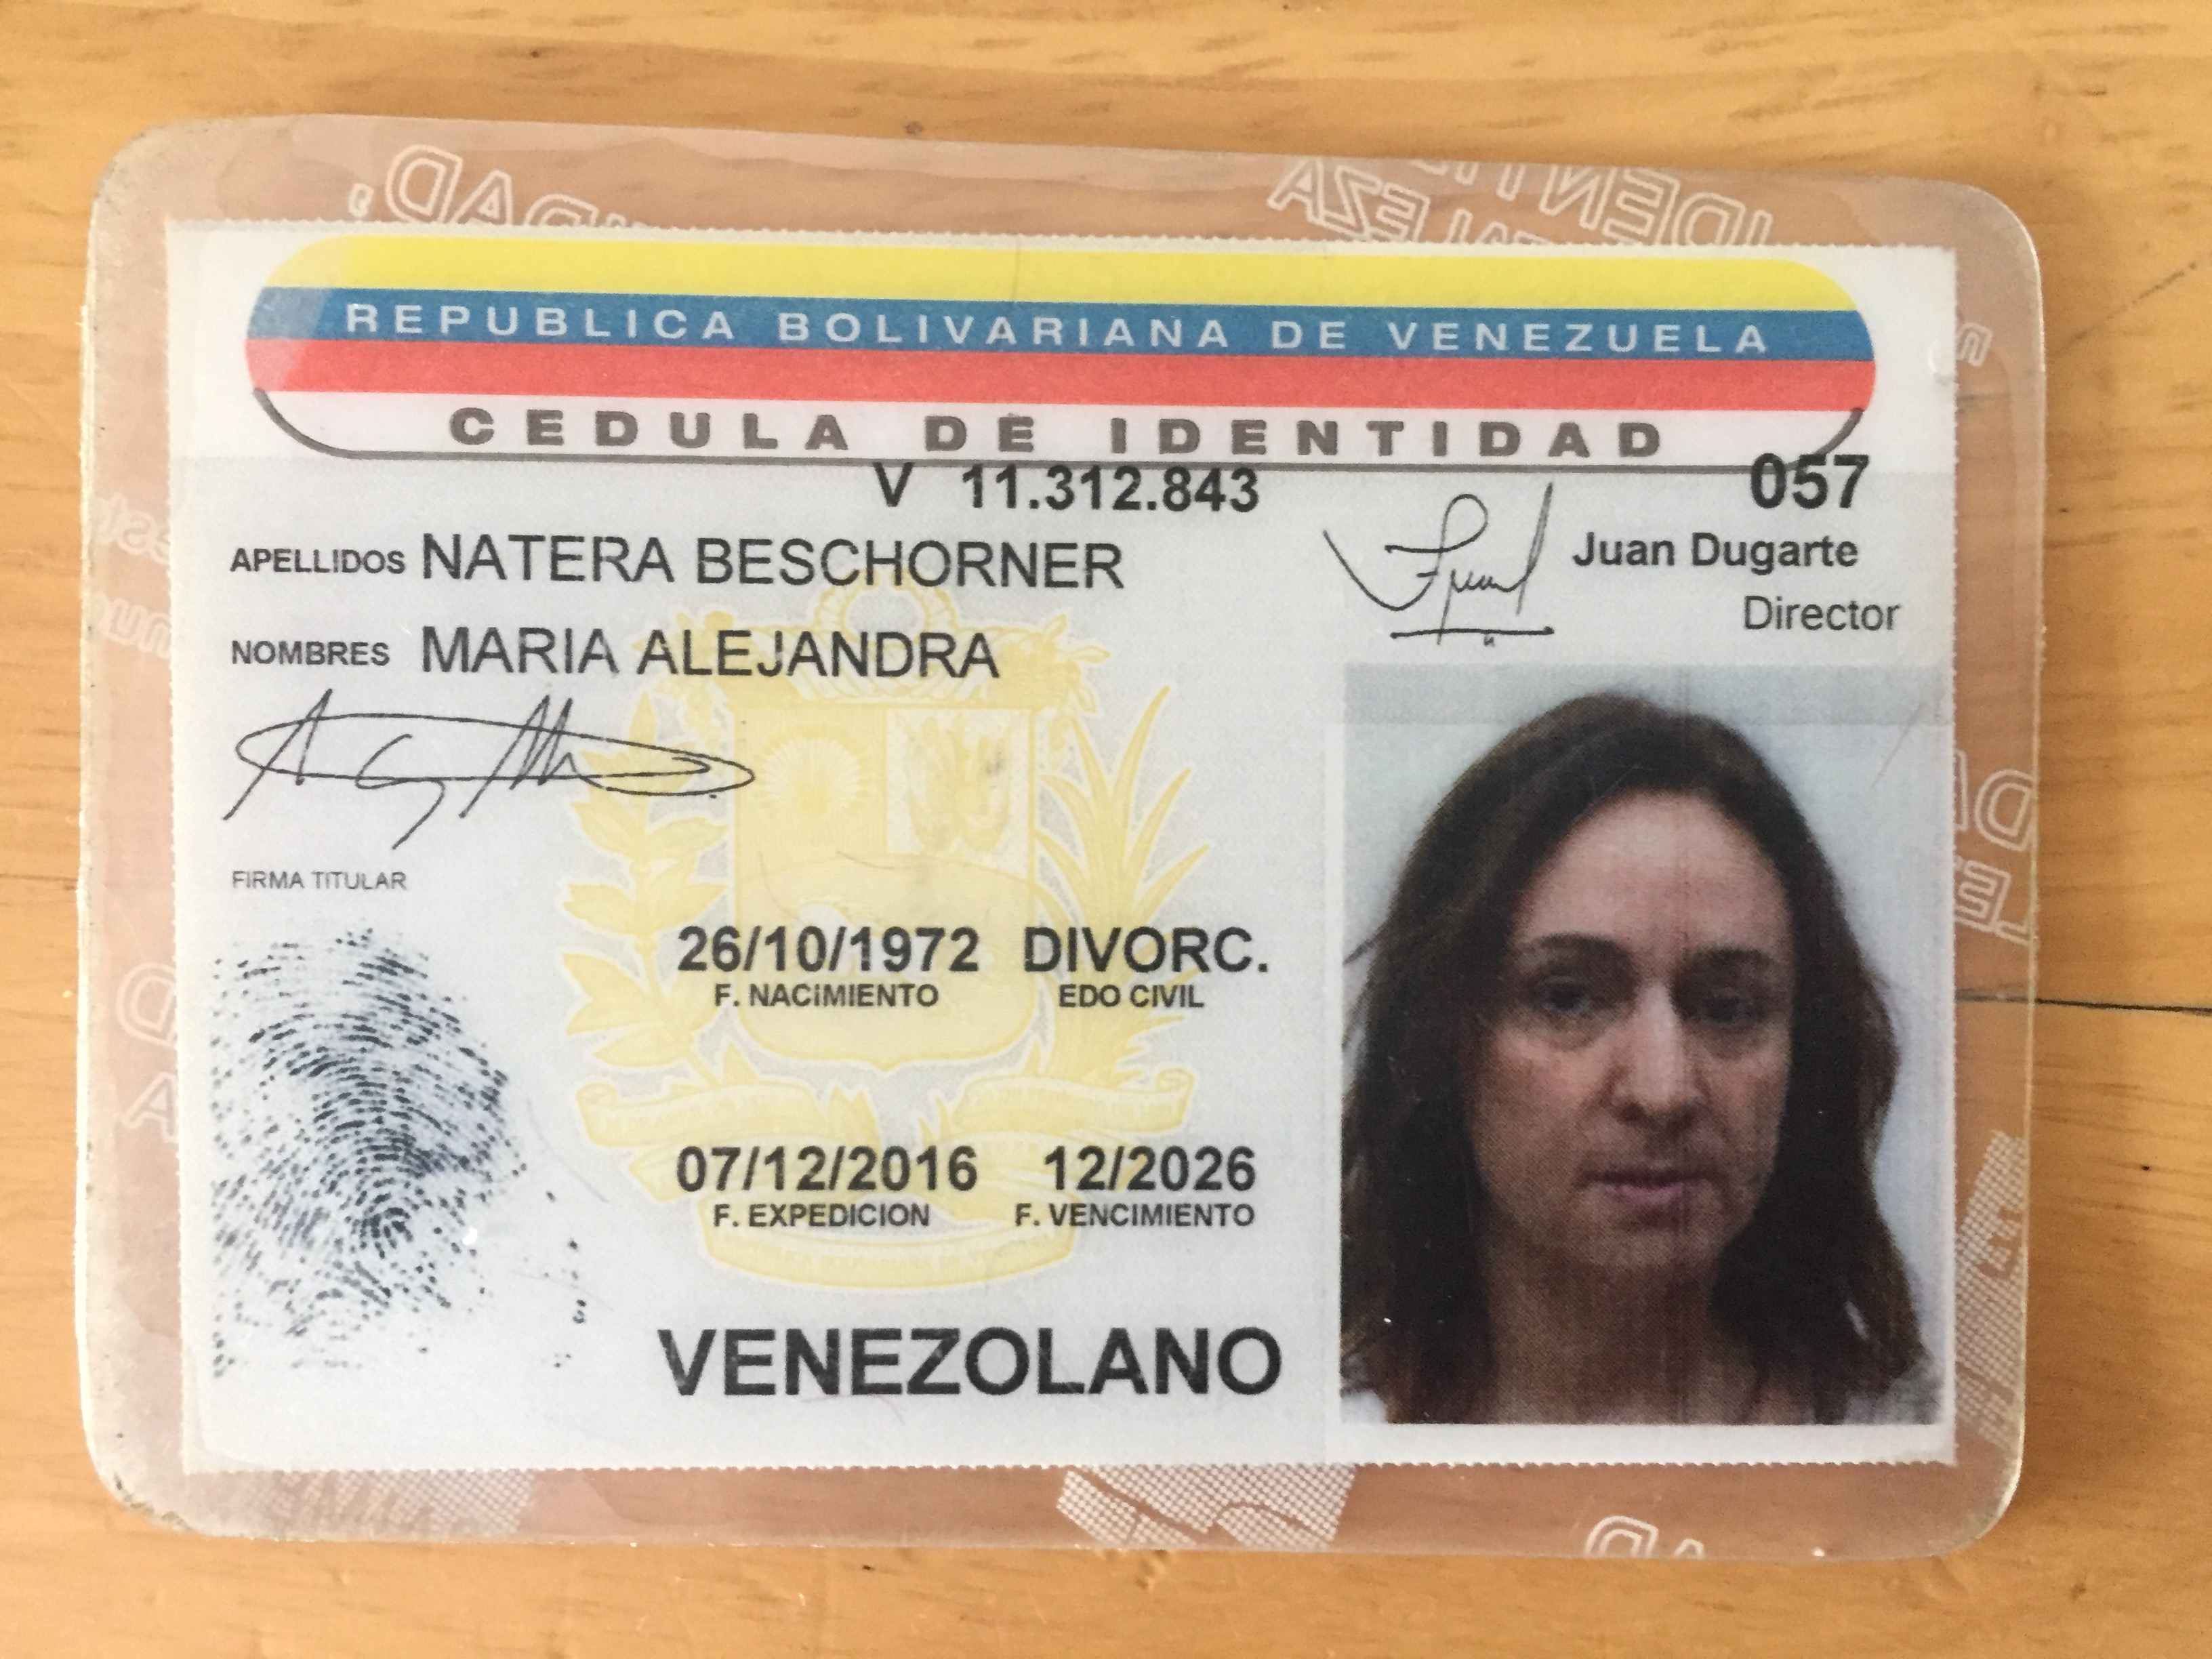 REPUBLICA BOLIVARIANA DE VENEZUELA
CEDULA DE IDENTIDAD
V 11.312.843 057
APELLIDOS NATERA BESCHORNER
Juan Dugarte
NOMBRES MARIA ALEJANDRA
Director
FIRMA TITULAR
26/10/1972 DIVORC.
F. NACIMIENTO EDO CIVIL
07/12/2016 12/2026
F. EXPEDICION F. VENCIMIENTO
VENEZOLANO